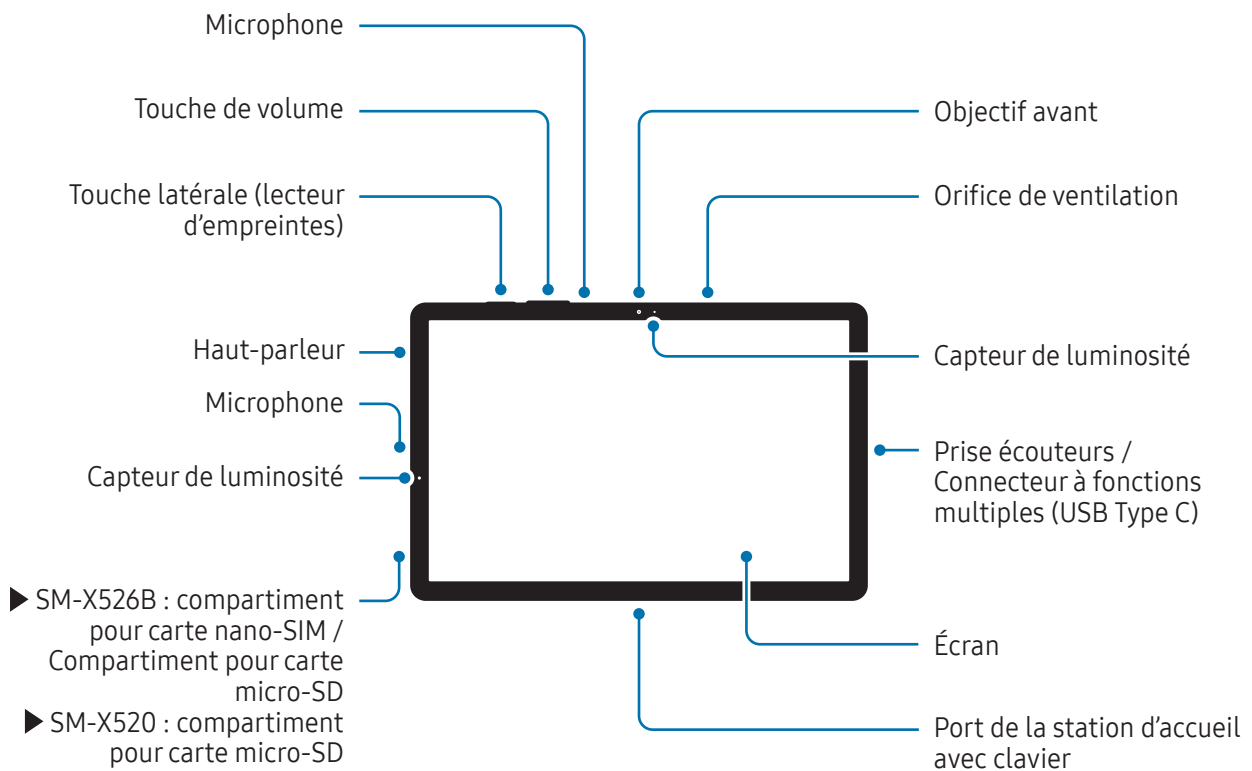 Microphone
Touche de volume
Touche latérale (lecteur
d'empreintes)
Haut-parleur
Microphone
Capteur de luminosité
▶ SM-X526B : compartiment
pour carte nano-SIM /
Compartiment pour carte
micro-SD
▶ SM-X520 : compartiment
pour carte micro-SD
Objectif avant
Orifice de ventilation
Capteur de luminosité
Prise écouteurs /
Connecteur à fonctions
multiples (USB Type C)
Écran
Port de la station d'accueil
avec clavier